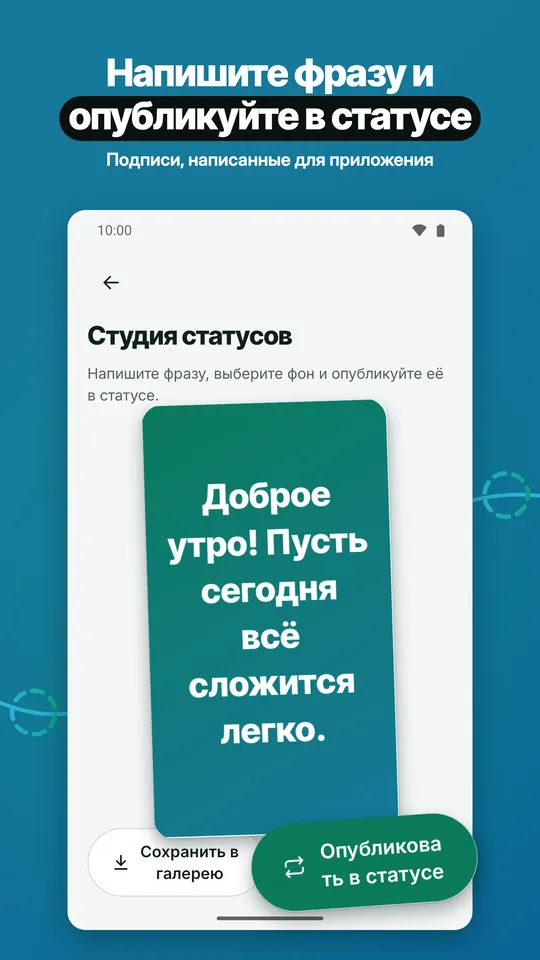 Напишите фразу и
опубликуйте в статусе
Подписи, написанные для приложения
10:00
Студия статусов
Напишите фразу, выберите фон и опубликуйте её
в статусе.
Доброе
утро! Пусть
сегодня
всё
сложится
легко.
Сохранить в
галерею
Опубликова
ть в статусе